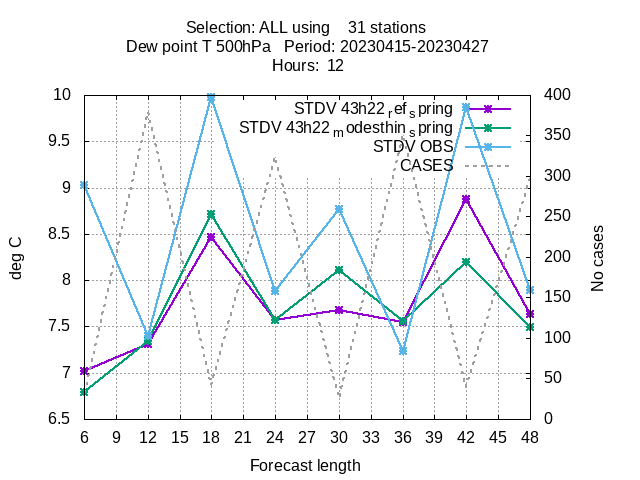 Selection: ALL using    31 stations
Dew point T 500hPa   Period: 20230415-20230427
Hours:  12
STDV 43h22_ref_spring
STDV 43h22_modesthin_spring
STDV OBS
CASES
10
9.5
9
8.5
8
7.5
7
6.5
deg C
400
350
300
250
200
150
100
50
0
No cases
6 9 12 15 18 21 24 27 30 33 36 39 42 45 48
Forecast length